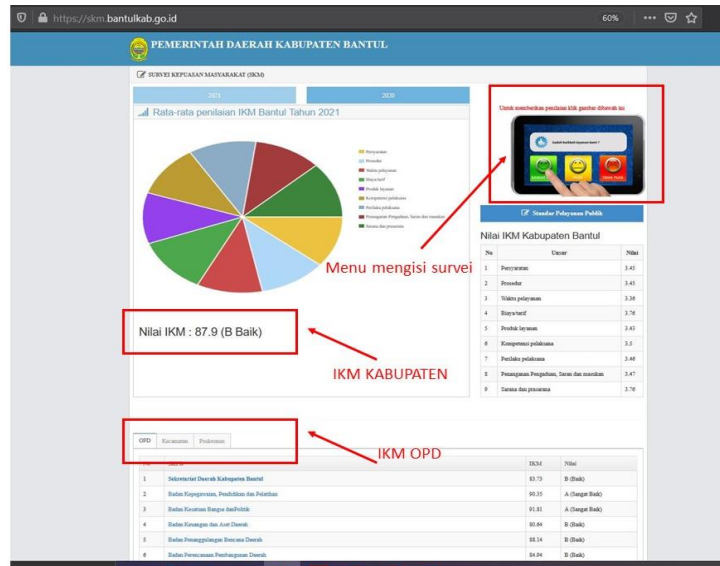 https://skm.bantulkab.go.id
60%
PEMERINTAH DAERAH KABUPATEN BANTUL
SURVEI KEPUASAN MASYARAKAT (SKM)
2021 2020
Rata-rata penilaian IKM Bantul Tahun 2021
Persyaratan
Prosedur
Waktu pelayanan
Biaya/tarif
Produk layanan
Kompetensi pelaksana
Perilaku pelaksana
Penanganan Pengaduan, Saran dan masukan
Sarana dan prasarana
Nilai IKM : 87.9 (B Baik)
Untuk memberikan penilaian klik gambar dibawah ini
Standar Pelayanan Publik
Nilai IKM Kabupaten Bantul
No Unsur Nilai
1 Persyaratan 3.45
2 Prosedur 3.45
3 Waktu pelayanan 3.36
4 Biaya/tarif 3.76
5 Produk layanan 3.43
6 Kompetensi pelaksana 3.5
7 Perilaku pelaksana 3.46
8 Penanganan Pengaduan, Saran dan masukan 3.47
9 Sarana dan prasarana 3.76
Menu mengisi survei
IKM KABUPATEN
IKM OPD
OPD Kecamatan Puskesmas
IKM Nilai
1 Sekretariat Daerah Kabupaten Bantul 83.73 B (Baik)
2 Badan Kepegawaian, Pendidikan dan Pelatihan 90.35 A (Sangat Baik)
3 Badan Kesatuan Bangsa danPolitik 91.81 A (Sangat Baik)
4 Badan Keuangan dan Aset Daerah 80.64 B (Baik)
5 Badan Penanggulangan Bencana Daerah 88.14 B (Baik)
6 Badan Perencanaan Pembangunan Daerah 84.04 B (Baik)